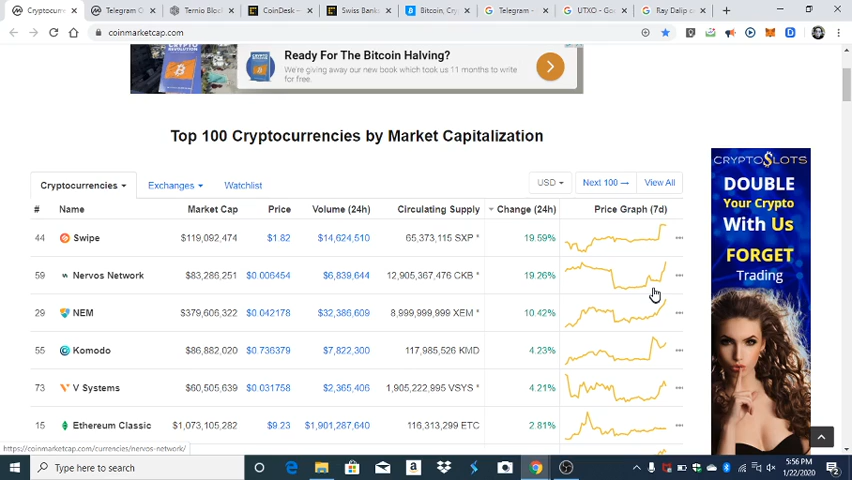 Cryptocurrenc
Telegram O
Ternio Block
CoinDesk –
Swiss Banks
Bitcoin, Cry
Telegram -
UTXO - Goo
Ray Dalip e
coinmarketcap.com
Ready For The Bitcoin Halving?
We're giving away our new book which took us 11 months to write
for free.
Top 100 Cryptocurrencies by Market Capitalization
Cryptocurrencies Exchanges Watchlist USD Next 100 → View All
# Name Market Cap Price Volume (24h) Circulating Supply Change (24h) Price Graph (7d)
44 Swipe $119,092,474 $1.82 $14,624,510 65,373,115 SXP * 19.59%
59 Nervos Network $83,286,251 $0.006454 $6,839,644 12,905,367,476 CKB * 19.26%
29 NEM $379,606,322 $0.042178 $32,386,609 8,999,999,999 XEM * 10.42%
55 Komodo $86,882,020 $0.736379 $7,822,300 117,985,526 KMD 4.23%
73 V Systems $60,505,639 $0.031758 $2,365,406 1,905,222,995 VSYS * 4.21%
15 Ethereum Classic $1,073,105,282 $9.23 $1,901,287,640 116,313,299 ETC 2.81%
CRYPTO SLOTS
DOUBLE
Your Crypto
With Us
FORGET
Trading
https://coinmarketcap.com/currencies/nervos-network/
Type here to search
5:56 PM
1/22/2020